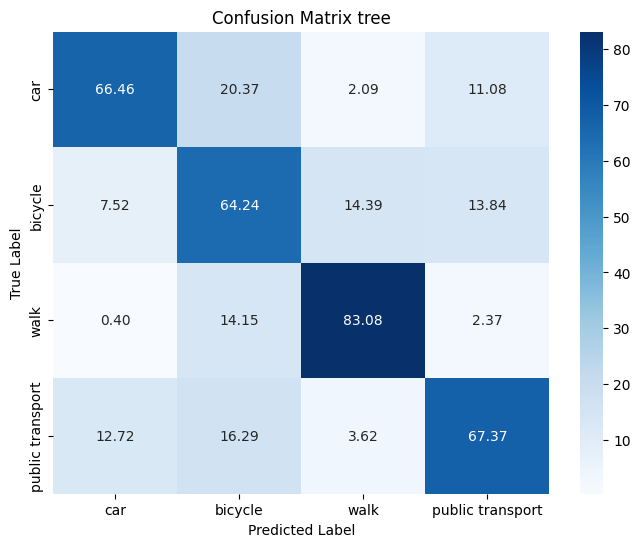 Confusion Matrix tree
True Label
car
66.46 20.37 2.09 11.08
bicycle
7.52 64.24 14.39 13.84
walk
0.40 14.15 83.08 2.37
public transport
12.72 16.29 3.62 67.37
car bicycle walk public transport
Predicted Label
80
70
60
50
40
30
20
10